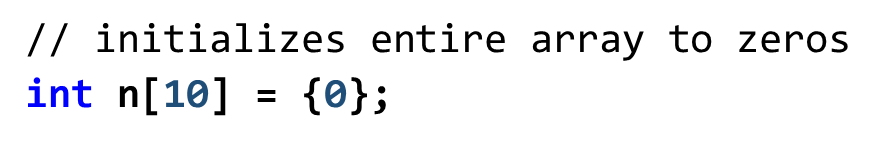 // initializes entire array to zeros
int n[10] = {0};